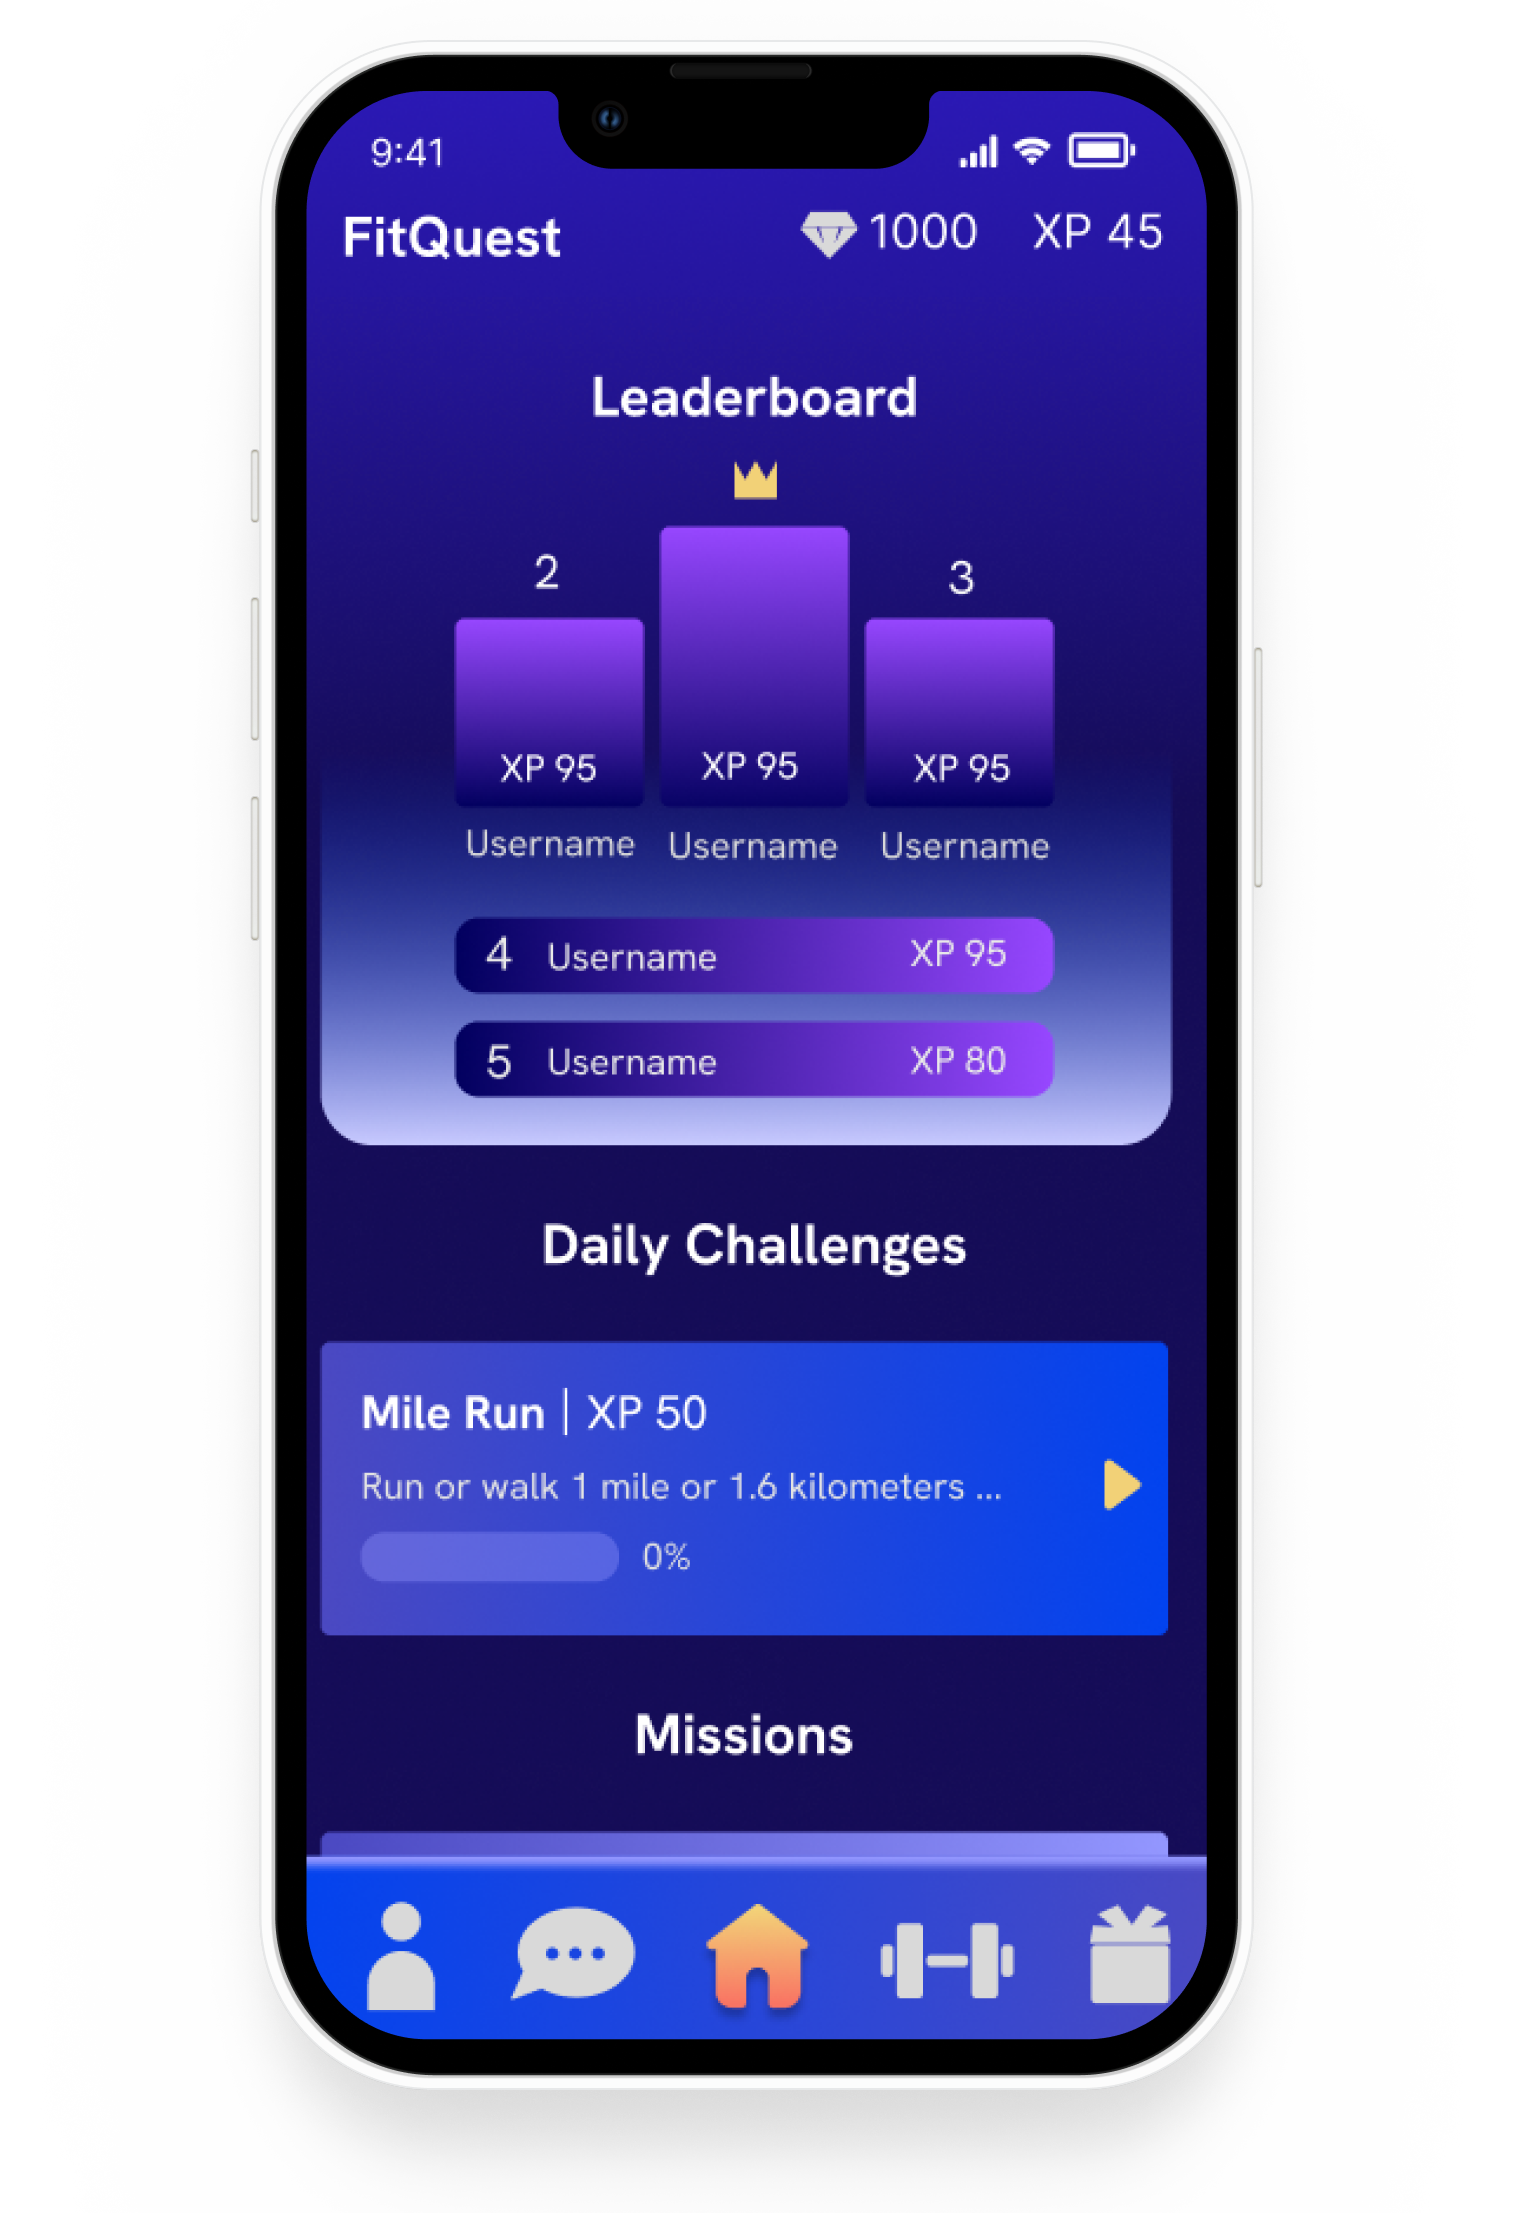 9:41
FitQuest 1000 XP 45
Leaderboard
2 3
XP 95 XP 95 XP 95
Username Username Username
4 Username XP 95
5 Username XP 80
Daily Challenges
Mile Run | XP 50
Run or walk 1 mile or 1.6 kilometers ...
0%
Missions